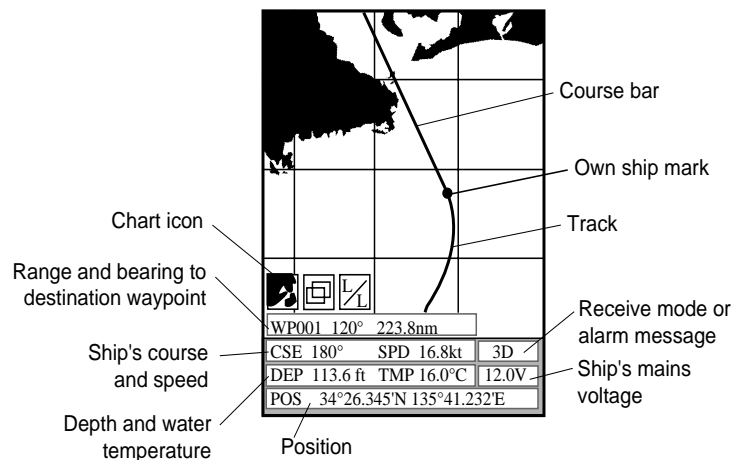 Course bar
Own ship mark
Chart icon
Track
Range and bearing to
destination waypoint
L/L
WP001 120° 223.8nm
Receive mode or
alarm message
Ship's course
and speed
CSE 180° SPD 16.8kt 3D
DEP 113.6 ft TMP 16.0°C 12.0V
Ship's mains
voltage
POS 34°26.345'N 135°41.232'E
Depth and water
temperature
Position